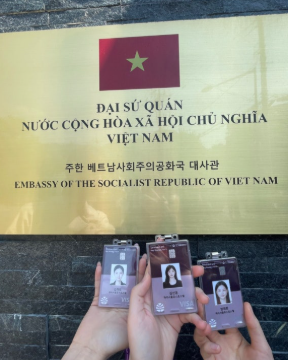 ĐẠI SỨ QUÁN
NƯỚC CỘNG HÒA XÃ HỘI CHỦ NGHĨA
VIỆT NAM
주한 베트남사회주의공화국 대사관
EMBASSY OF THE SOCIALIST REPUBLIC OF VIET NAM